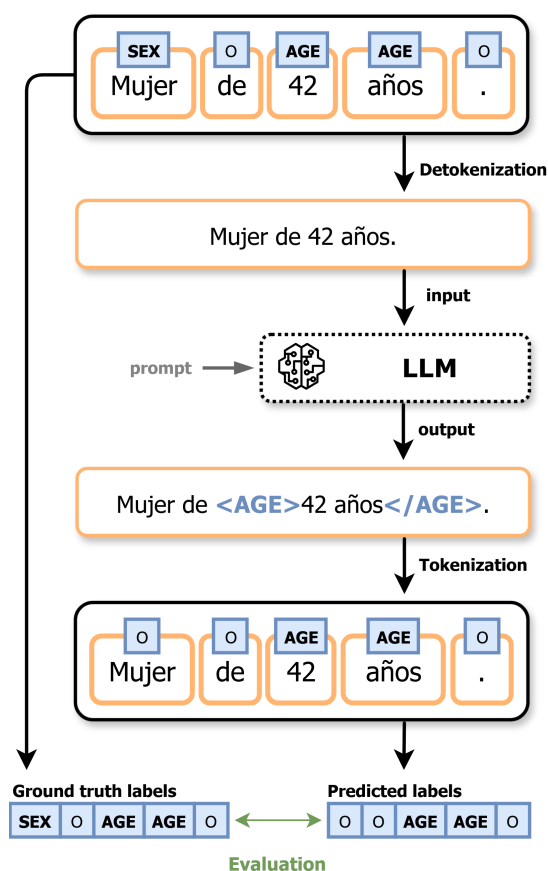 SEX O AGE AGE O
Mujer de 42 años .
Detokenization
Mujer de 42 años.
input
prompt
LLM
output
Mujer de <AGE>42 años</AGE>.
Tokenization
O O AGE AGE O
Mujer de 42 años .
Ground truth labels
Predicted labels
SEX O AGE AGE O
O O AGE AGE O
Evaluation